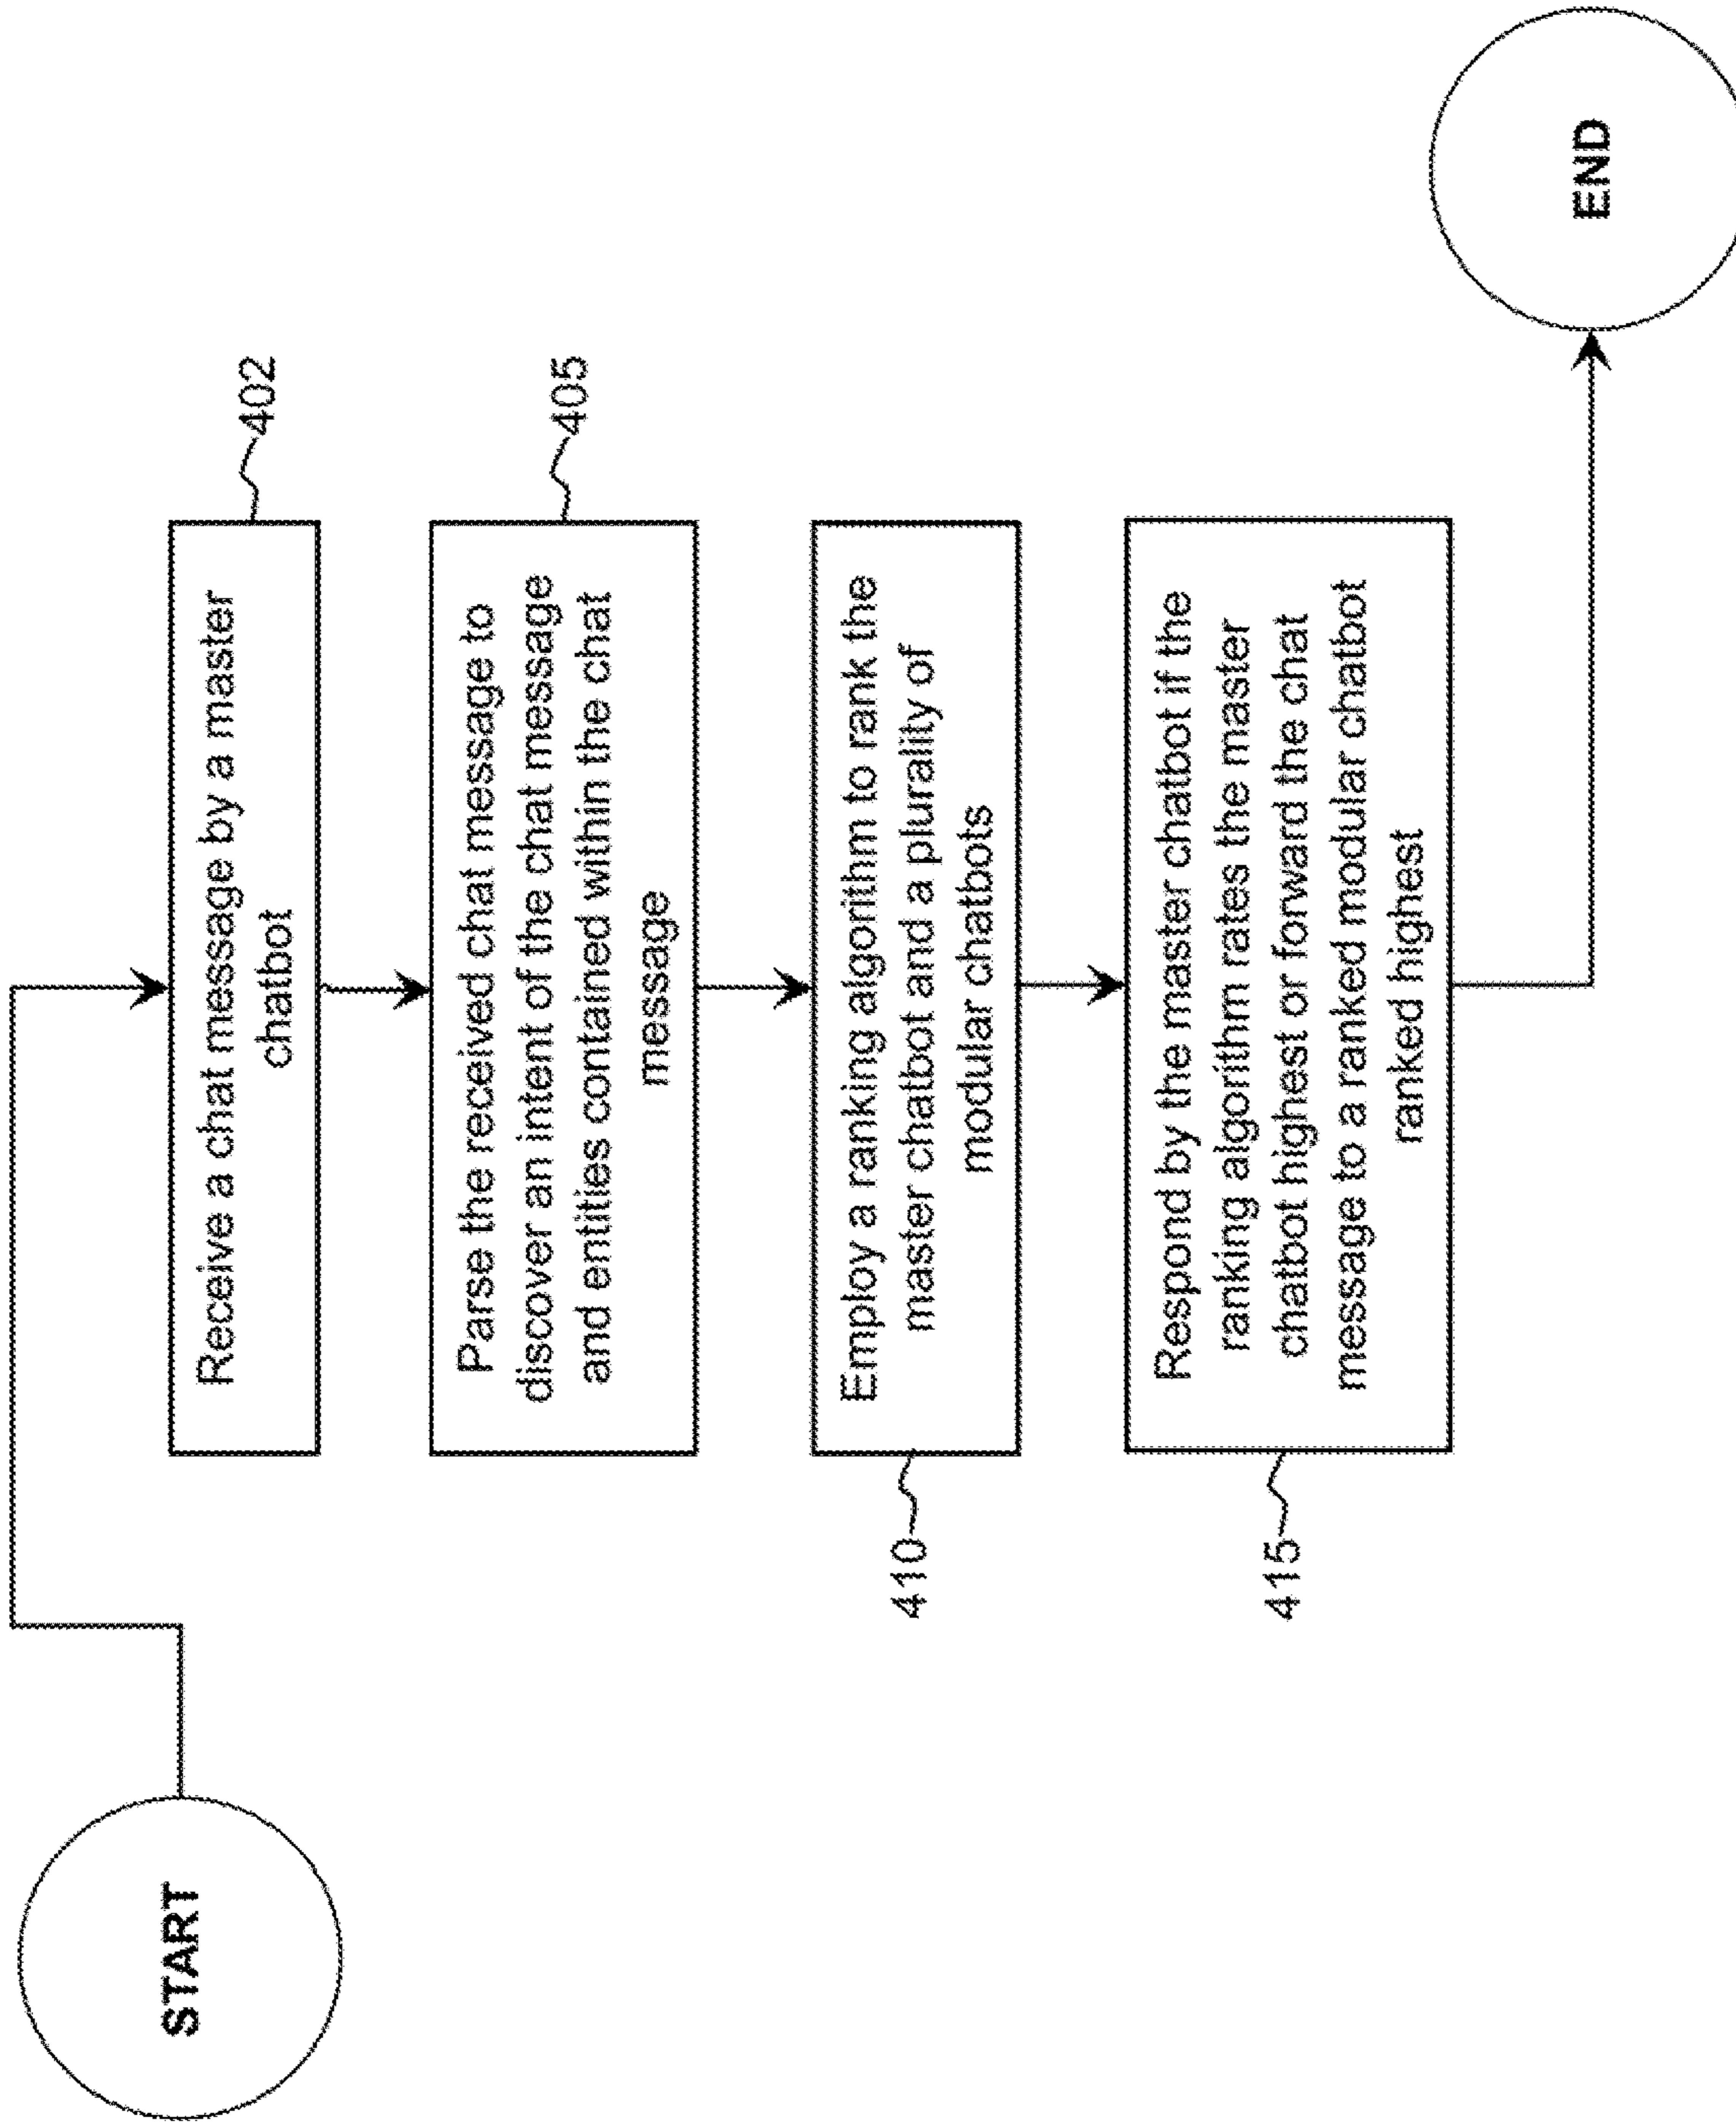 START
Receive a chat message by a master
chatbot
402
Parse the received chat message to
discover an intent of the chat message
and entities contained within the chat
message
405
Employ a ranking algorithm to rank the
master chatbot and a plurality of
modular chatbots
410
Respond by the master chatbot if the
ranking algorithm rates the master
chatbot highest or forward the chat
message to a ranked modular chatbot
ranked highest
415
END